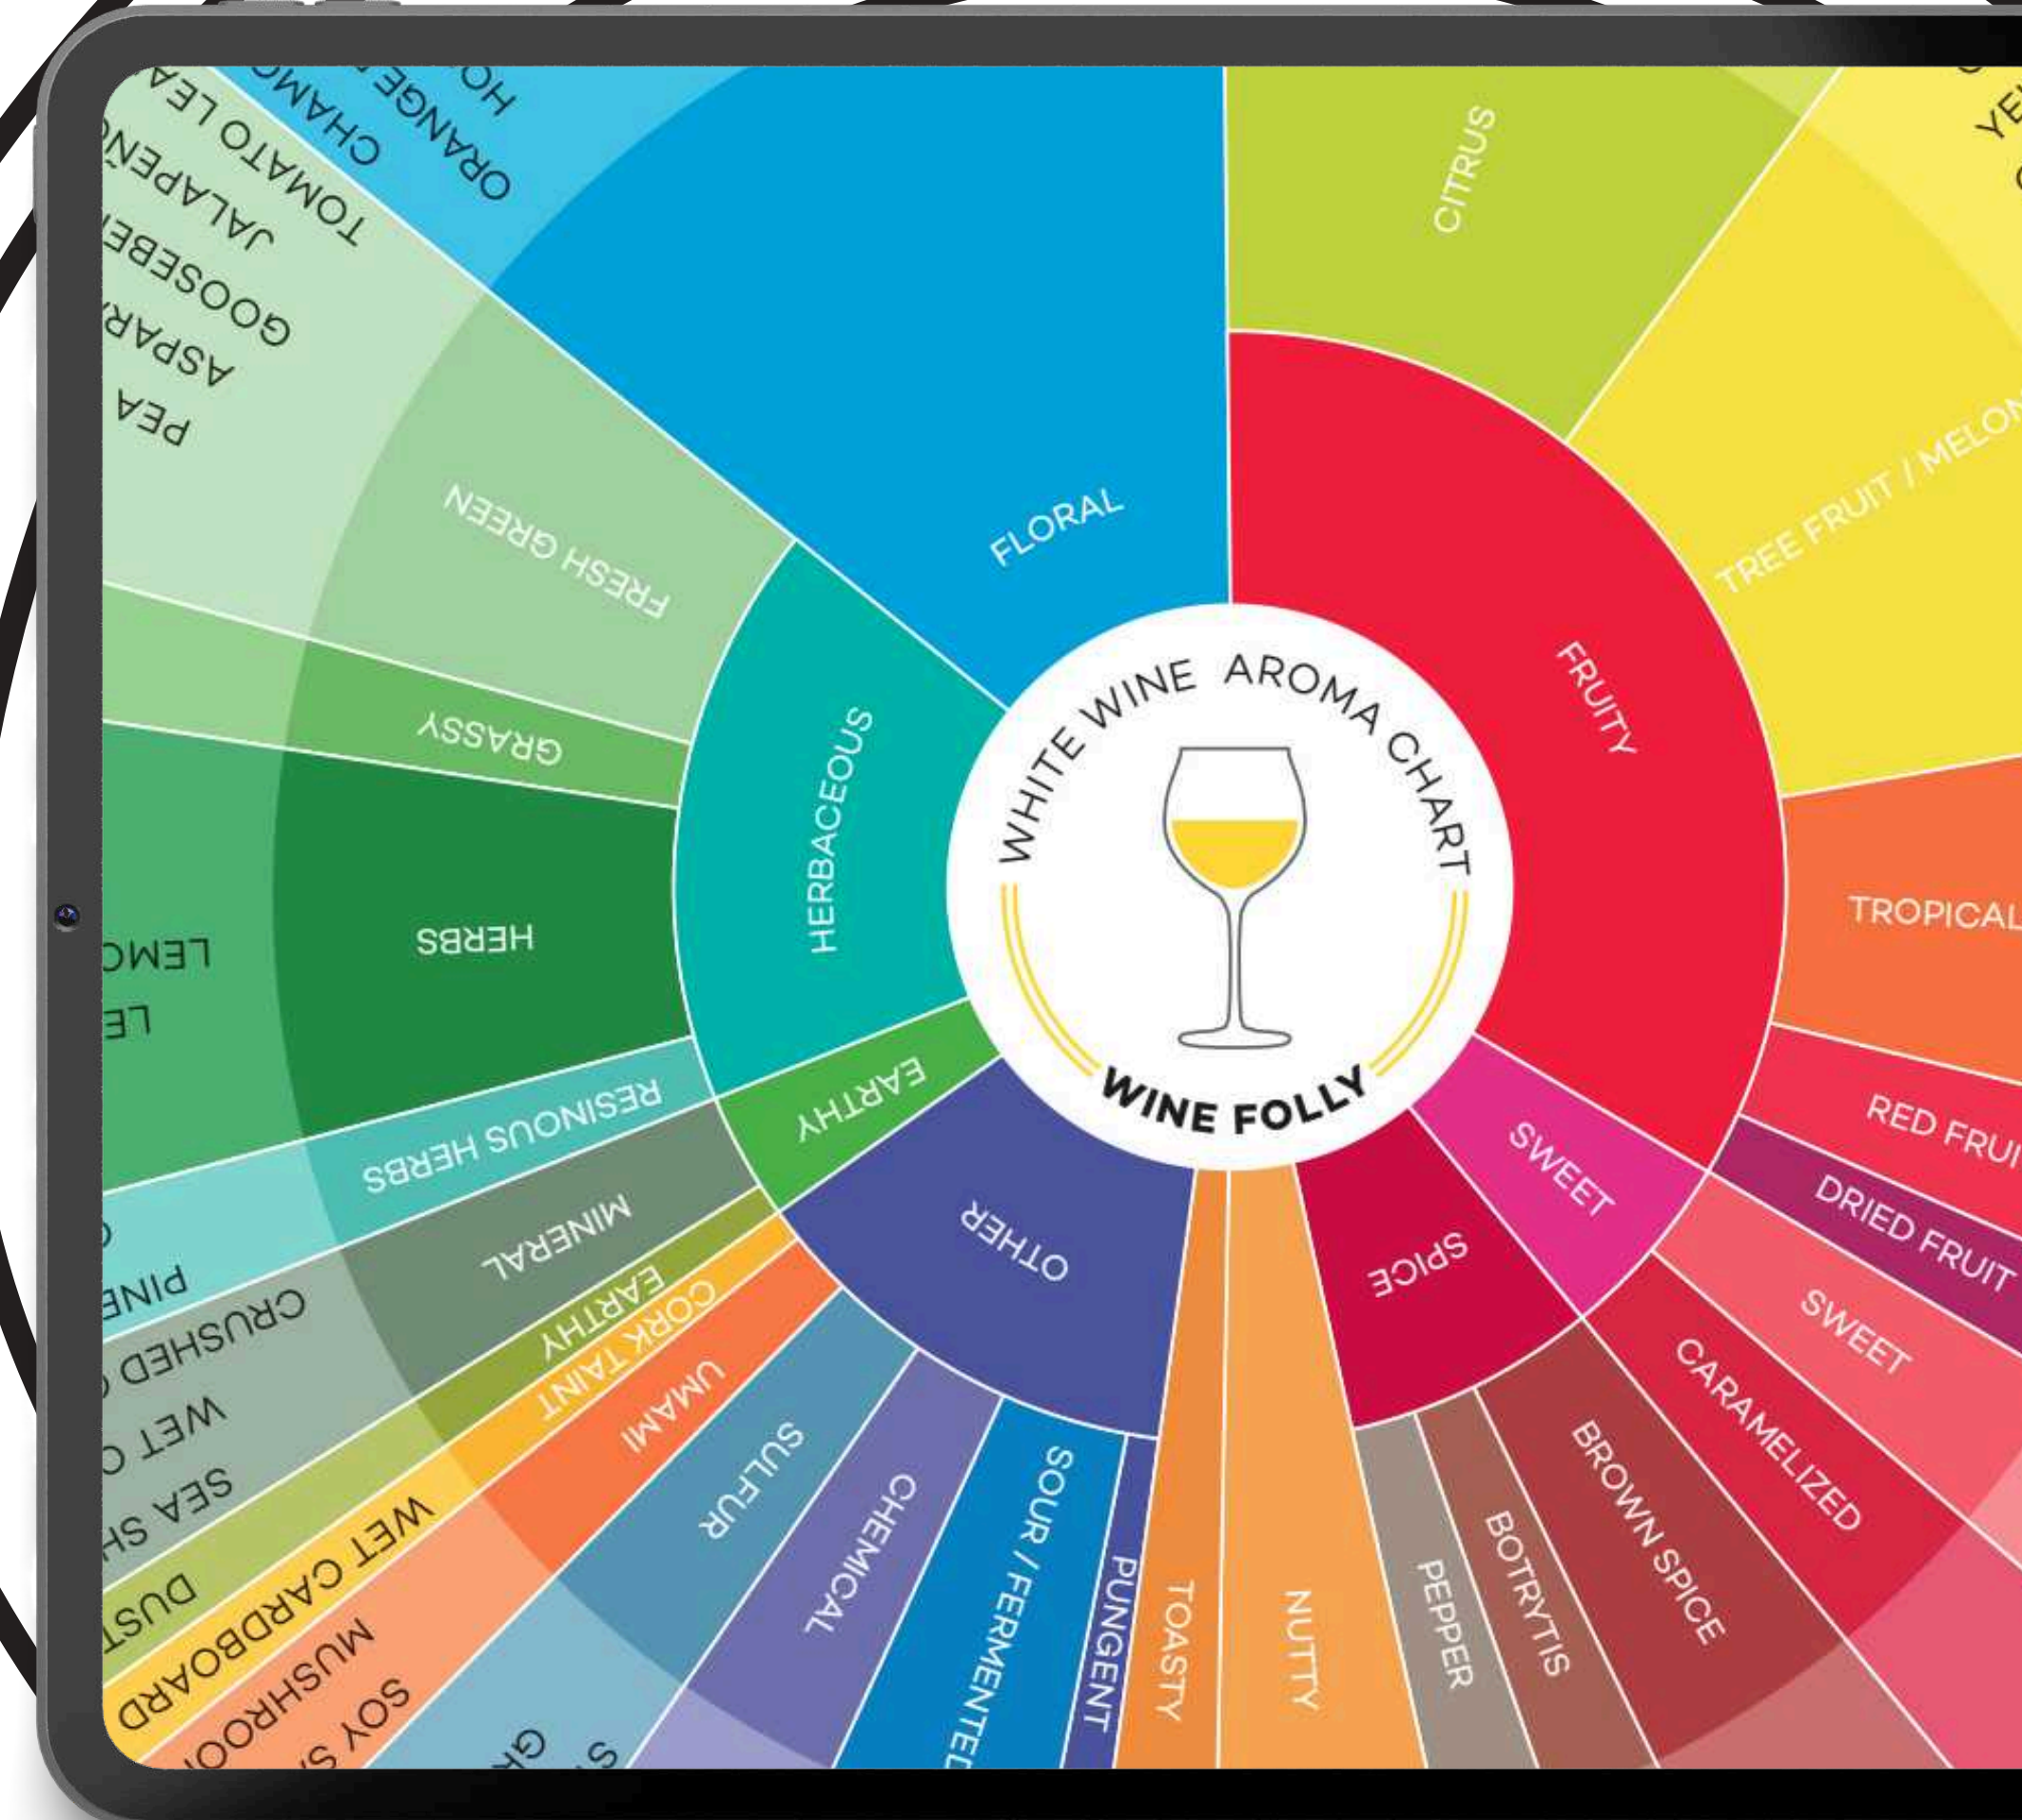 WHITE WINE AROMA CHART
WINE FOLLY
FLORAL
FRUITY
SWEET
SPICE
OTHER
EARTHY
HERBACEOUS
CITRUS
TREE FRUIT / MELON
TROPICAL
RED FRUI
DRIED FRUIT
SWEET
CARAMELIZED
BROWN SPICE
BOTRYTIS
PEPPER
NUTTY
TOASTY
PUNGENT
SOUR / FERMENTED
CHEMICAL
SULFUR
UMAMI
CORK TAINT
EARTHY
MINERAL
RESINOUS HERBS
HERBS
GRASSY
FRESH GREEN
SOY SA
MUSHROO
WET CARDBOARD
DUST
SEA SH
WET C
CRUSHED
PINE
LE
LEMO
PEA
ASPARA
GOOSEBE
JALAPEÑ
TOMATO LEA
CHAMO
ORANGE
HO